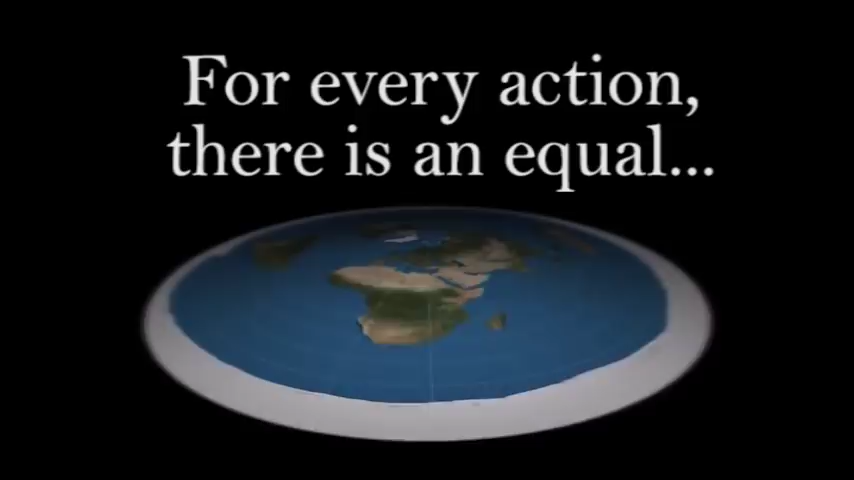 For every action,
there is an equal...